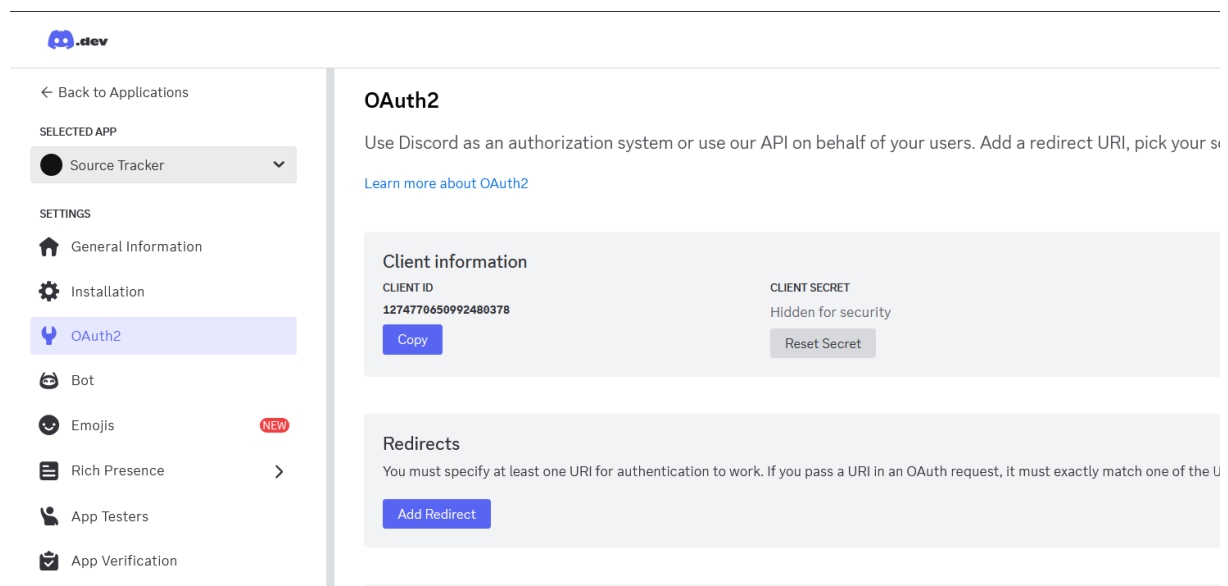 .dev
Back to Applications
SELECTED APP
Source Tracker
SETTINGS
General Information
Installation
OAuth2
Bot
Emojis NEW
Rich Presence
App Testers
App Verification
OAuth2
Use Discord as an authorization system or use our API on behalf of your users. Add a redirect URI, pick your
Learn more about OAuth2
Client information
CLIENT ID
1274770650992480378
Copy
CLIENT SECRET
Hidden for security
Reset Secret
Redirects
You must specify at least one URI for authentication to work. If you pass a URI in an OAuth request, it must exactly match one of the
Add Redirect